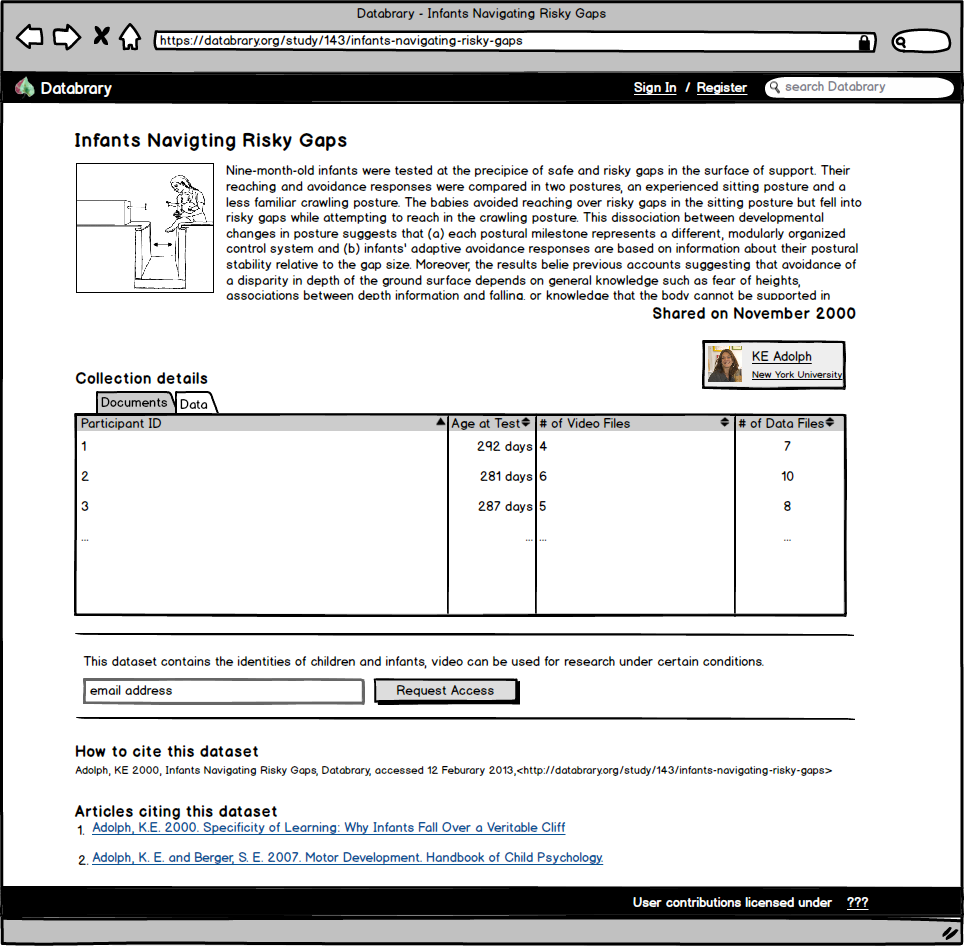 Databrary - Infants Navigating Risky Gaps
https://databrary.org/study/143/infants-navigating-risky-gaps
Databrary
Sign In / Register
search Databrary
Infants Navigting Risky Gaps
Nine-month-old infants were tested at the precipice of safe and risky gaps in the surface of support. Their
reaching and avoidance responses were compared in two postures, an experienced sitting posture and a
less familiar crawling posture. The babies avoided reaching over risky gaps in the sitting posture but fell into
risky gaps while attempting to reach in the crawling posture. This dissociation between developmental
changes in posture suggests that (a) each postural milestone represents a different, modularly organized
control system and (b) infants' adaptive avoidance responses are based on information about their postural
stability relative to the gap size. Moreover, the results belie previous accounts suggesting that avoidance of
a disparity in depth of the ground surface depends on general knowledge such as fear of heights,
associations between depth information and falling, or knowledge that the body cannot be supported in
Shared on November 2000
KE Adolph
New York University
Collection details
Documents Data
Participant ID Age at Test # of Video Files # of Data Files
1 292 days 4 7
2 281 days 6 10
3 287 days 5 8
... ... ... ...
This dataset contains the identities of children and infants, video can be used for research under certain conditions.
email address Request Access
How to cite this dataset
Adolph, KE 2000, Infants Navigating Risky Gaps, Databrary, accessed 12 Feburary 2013,<http://databrary.org/study/143/infants-navigating-risky-gaps>
Articles citing this dataset
1. Adolph, K.E. 2000. Specificity of Learning: Why Infants Fall Over a Veritable Cliff
2. Adolph, K. E. and Berger, S. E. 2007. Motor Development. Handbook of Child Psychology.
User contributions licensed under ???